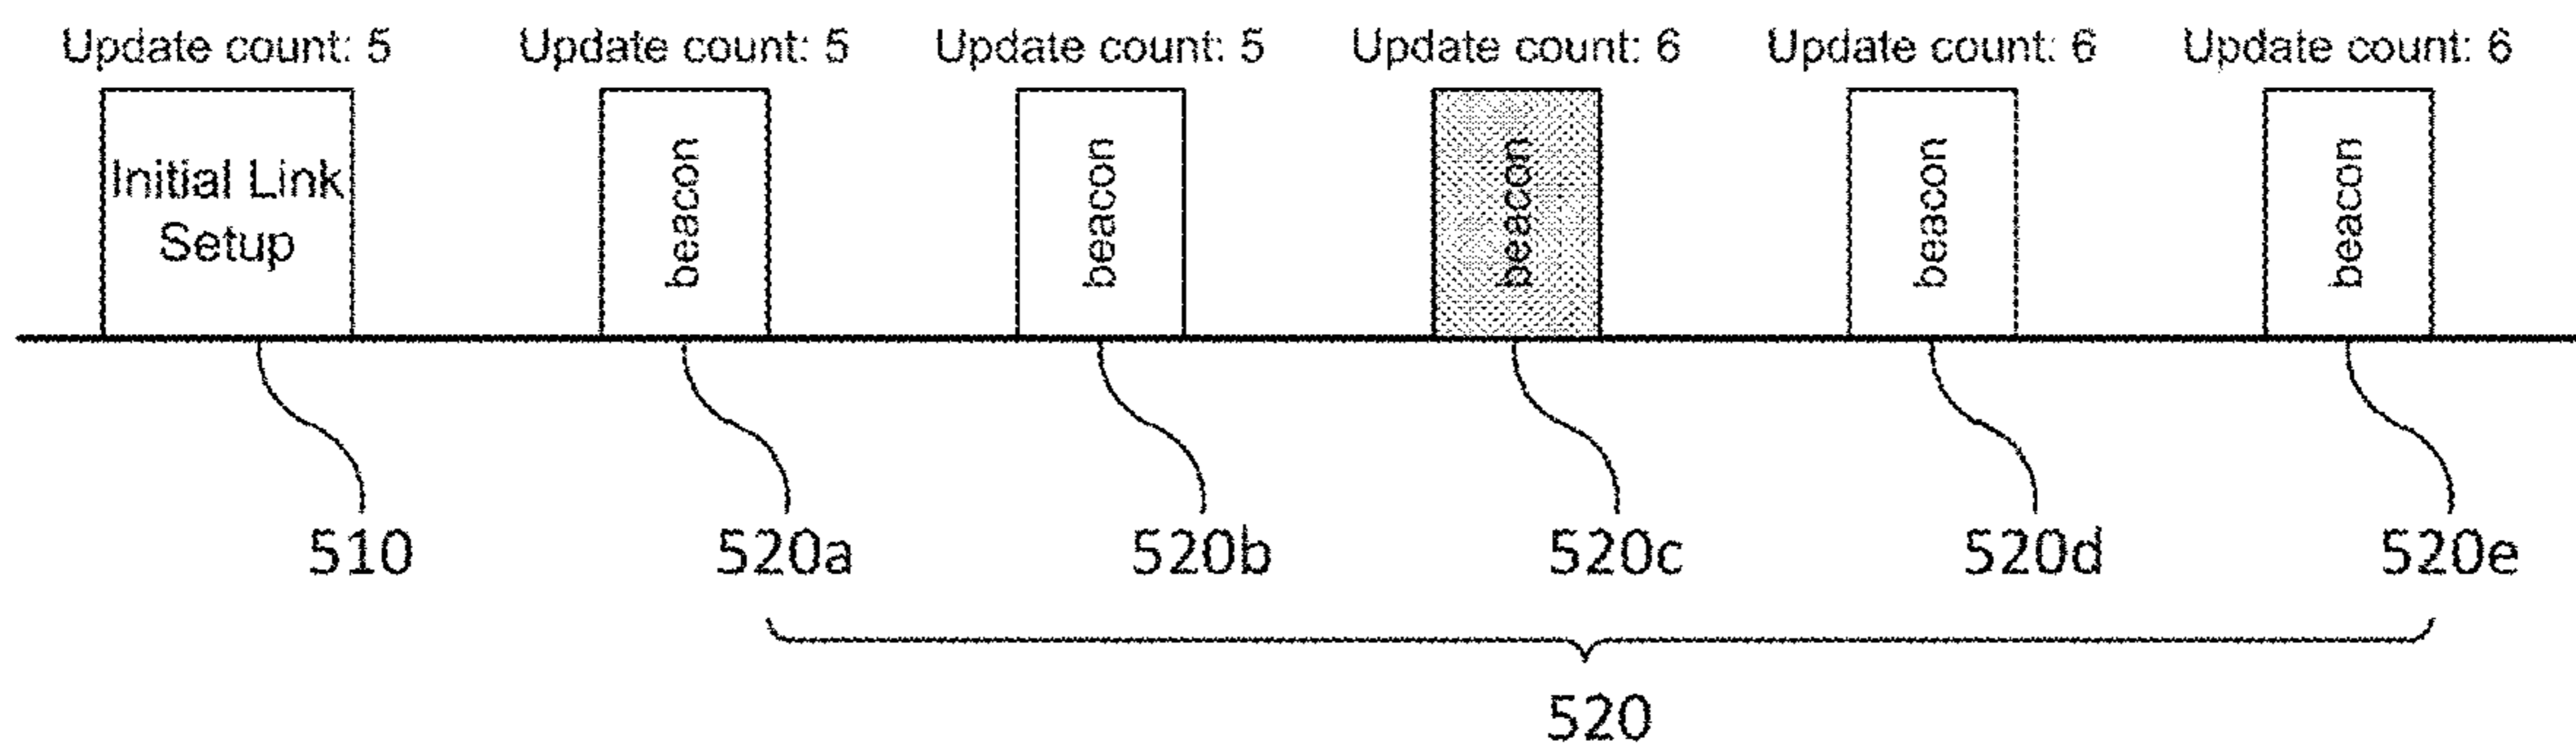 Update count: 5 Update count: 5 Update count: 5 Update count: 6 Update count: 6 Update count: 6
Initial Link
Setup
beacon
beacon
beacon
beacon
beacon
510 520a 520b 520c 520d 520e
520